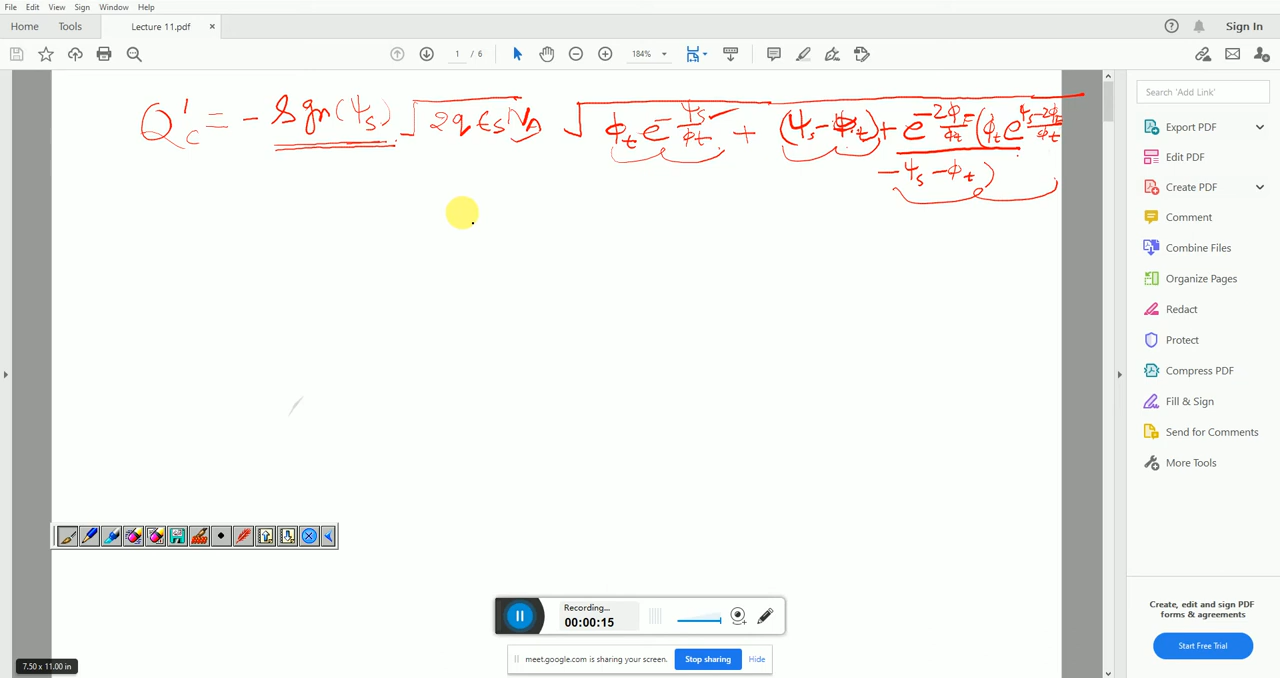 File Edit View Sign Window Help
Home Tools Lecture 11.pdf × Sign In
1 / 6 184%
Q'c = - Sgn(ψs) √2qεsNA √ϕt e^-ψs/ϕt + (ψs-ϕt) + e^-2ϕF/ϕt (ϕt e^ψs-2ϕF/ϕt
-ψs-ϕt)
Search 'Add Link'
Export PDF
Edit PDF
Create PDF
Comment
Combine Files
Organize Pages
Redact
Protect
Compress PDF
Fill & Sign
Send for Comments
More Tools
Recording...
00:00:15
Create, edit and sign PDF
forms & agreements
Start Free Trial
meet.google.com is sharing your screen. Stop sharing Hide
7.50 x 11.00 in